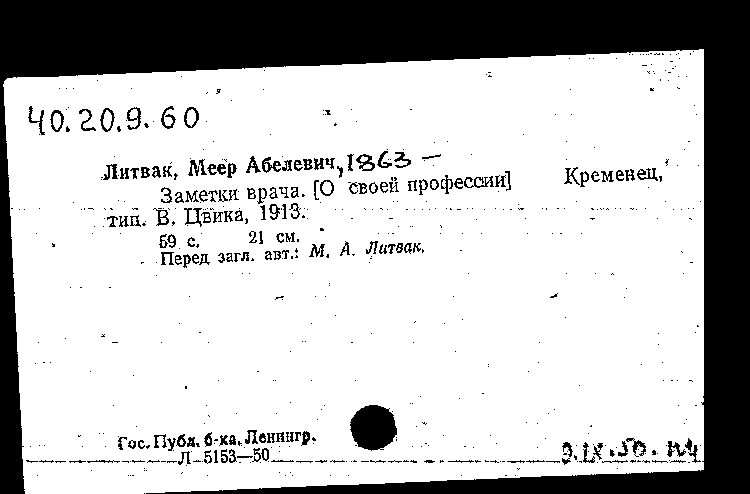 40.20.9.60
Литвак, Меер Абелевич, 1863 —
Заметки врача. [О своей профессии] Кременец,
тип. В. Цвика, 1913.
59 с. 21 см.
Перед загл. авт.: М. А. Литвак.
Гос. Публ. б-ка. Ленингр.
Л 5153—50
9.IX.50.